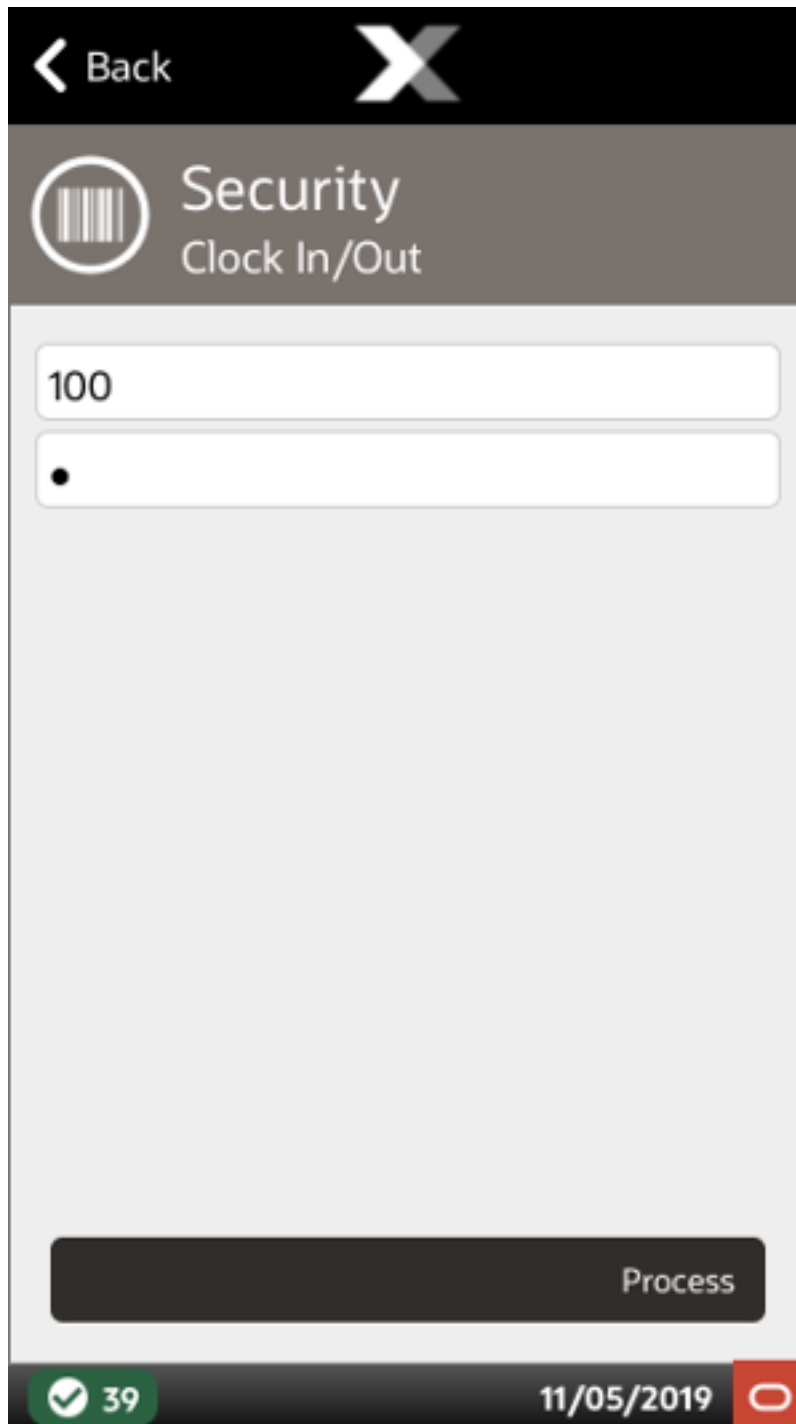 Back
Security
Clock In/Out
100
•
Process
39
11/05/2019